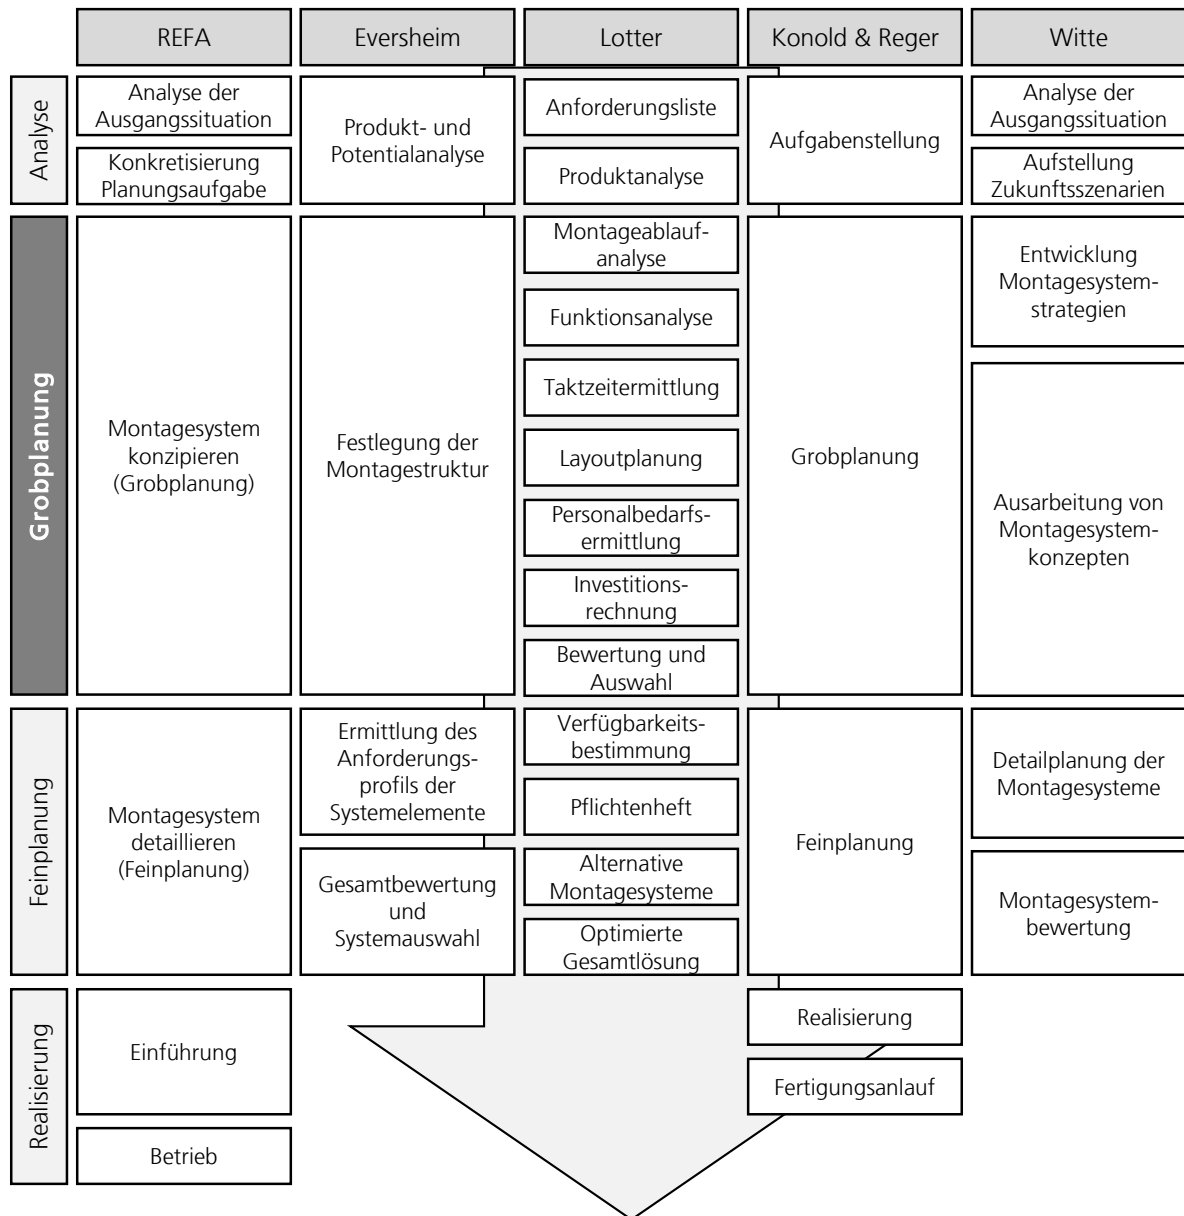 REFA
Eversheim
Lotter
Konold & Reger
Witte
Analyse
Analyse der
Ausgangssituation
Konkretisierung
Planungsaufgabe
Produkt- und
Potentialanalyse
Anforderungsliste
Produktanalyse
Aufgabenstellung
Analyse der
Ausgangssituation
Aufstellung
Zukunftsszenarien
Grobplanung
Montagesystem
konzipieren
(Grobplanung)
Festlegung der
Montagestruktur
Montageablauf-
analyse
Funktionsanalyse
Taktzeitermittlung
Layoutplanung
Personalbedarfs-
ermittlung
Investitions-
rechnung
Bewertung und
Auswahl
Grobplanung
Entwicklung
Montagesystem-
strategien
Ausarbeitung von
Montagesystem-
konzepten
Feinplanung
Montagesystem
detaillieren
(Feinplanung)
Ermittlung des
Anforderungs-
profils der
Systemelemente
Gesamtbewertung
und
Systemauswahl
Verfügbarkeits-
bestimmung
Pflichtenheft
Alternative
Montagesysteme
Optimierte
Gesamtlösung
Feinplanung
Detailplanung der
Montagesysteme
Montagesystem-
bewertung
Realisierung
Einführung
Betrieb
Realisierung
Fertigungsanlauf